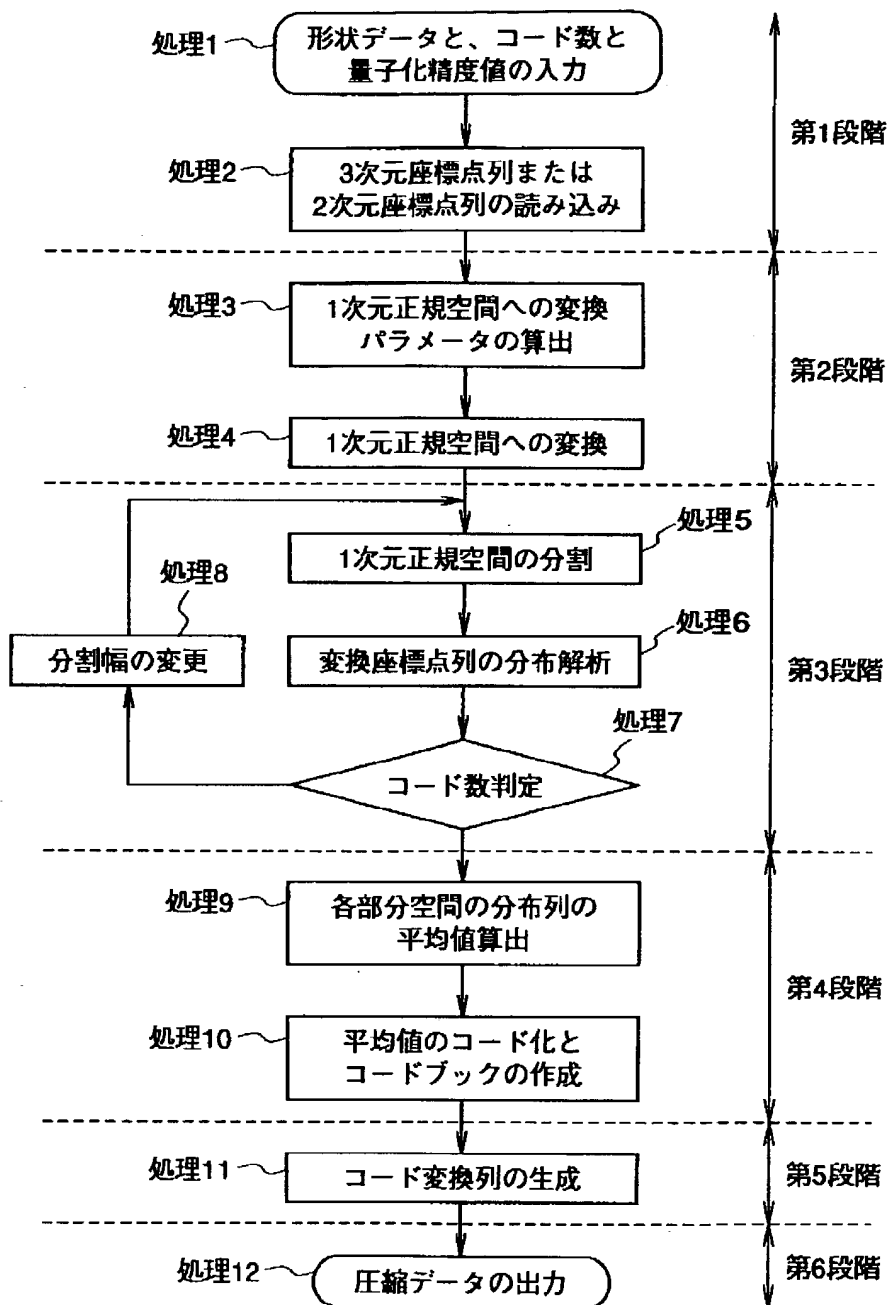 処理1
形状データと、コード数と
量子化精度値の入力
第1段階
処理2
3次元座標点列または
2次元座標点列の読み込み
処理3
1次元正規空間への変換
パラメータの算出
第2段階
処理4
1次元正規空間への変換
処理5
1次元正規空間の分割
処理8
分割幅の変更
処理6
変換座標点列の分布解析
第3段階
処理7
コード数判定
処理9
各部分空間の分布列の
平均値算出
第4段階
処理10
平均値のコード化と
コードブックの作成
処理11
コード変換列の生成
第5段階
処理12
圧縮データの出力
第6段階